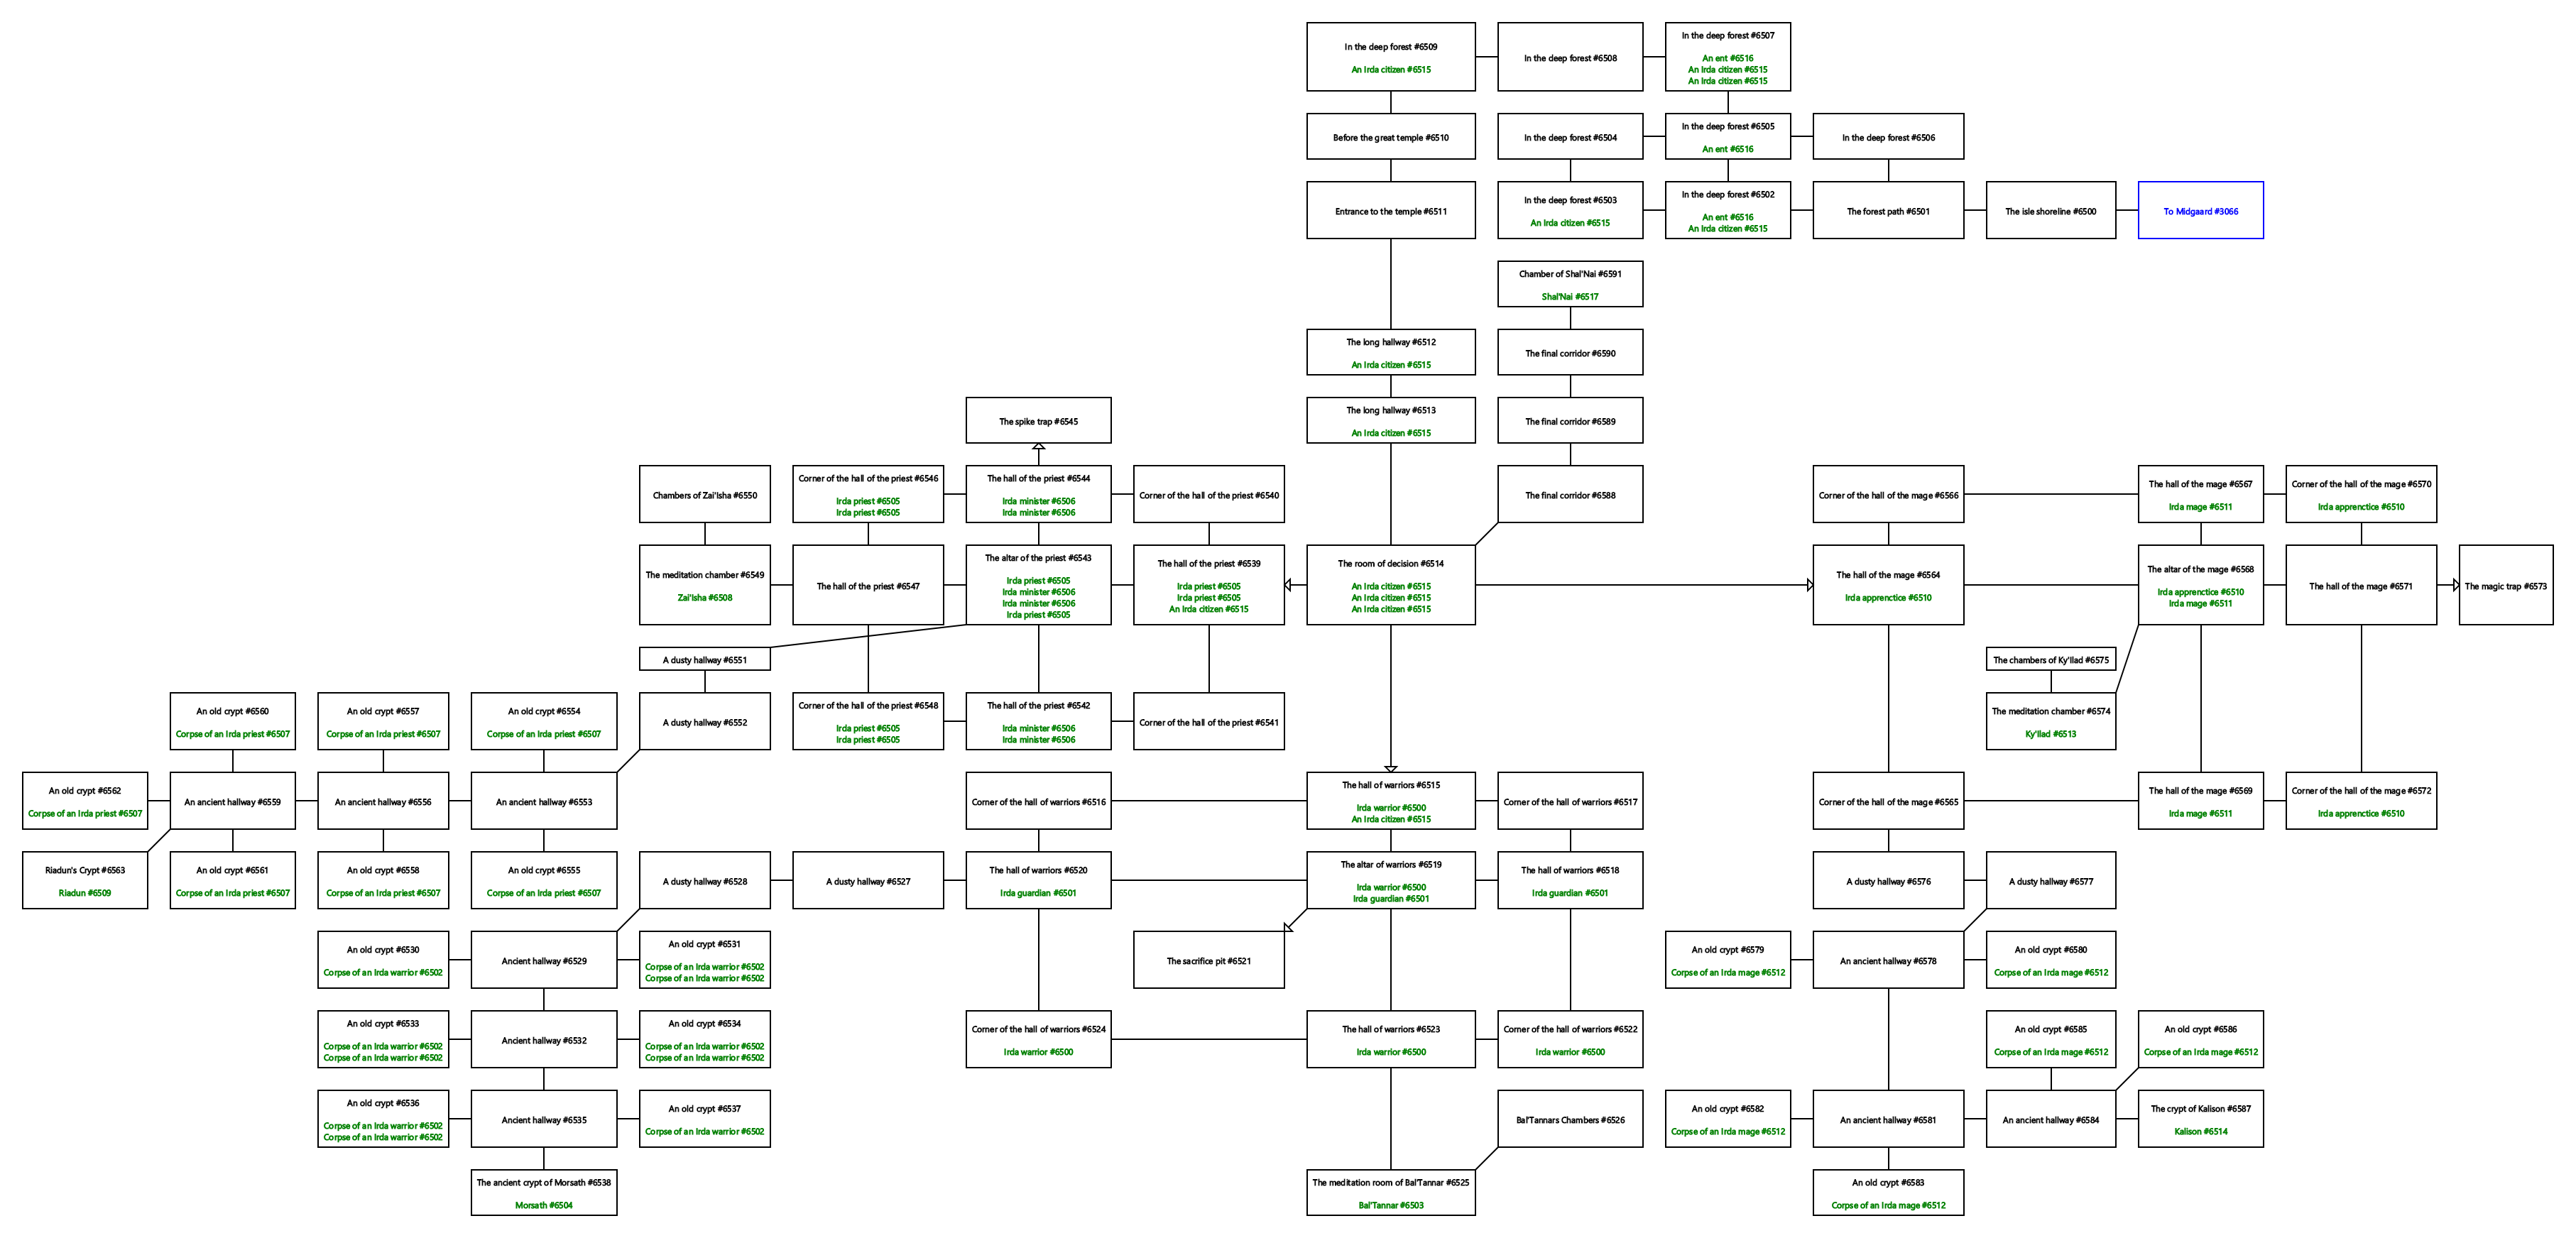 In the deep forest #6509
An Irda citizen #6515
In the deep forest #6508
In the deep forest #6507
An ent #6516
An Irda citizen #6515
An Irda citizen #6515
Before the great temple #6510
In the deep forest #6504
In the deep forest #6505
An ent #6516
In the deep forest #6506
Entrance to the temple #6511
In the deep forest #6503
An Irda citizen #6515
In the deep forest #6502
An ent #6516
An Irda citizen #6515
The forest path #6501
The isle shoreline #6500
To Midgaard #3066
Chamber of Shal'Nai #6591
Shal'Nai #6517
The long hallway #6512
An Irda citizen #6515
The final corridor #6590
The spike trap #6545
The long hallway #6513
An Irda citizen #6515
The final corridor #6589
Chambers of Zai'Isha #6550
Corner of the hall of the priest #6546
Irda priest #6505
Irda priest #6505
The hall of the priest #6544
Irda minister #6506
Irda minister #6506
Corner of the hall of the priest #6540
The final corridor #6588
Corner of the hall of the mage #6566
The hall of the mage #6567
Irda mage #6511
Corner of the hall of the mage #6570
Irda apprenctice #6510
The meditation chamber #6549
Zai'Isha #6508
The hall of the priest #6547
The altar of the priest #6543
Irda priest #6505
Irda minister #6506
Irda minister #6506
Irda priest #6505
The hall of the priest #6539
Irda priest #6505
Irda priest #6505
An Irda citizen #6515
The room of decision #6514
An Irda citizen #6515
An Irda citizen #6515
An Irda citizen #6515
The hall of the mage #6564
Irda apprenctice #6510
The altar of the mage #6568
Irda apprenctice #6510
Irda mage #6511
The hall of the mage #6571
The magic trap #6573
A dusty hallway #6551
The chambers of Ky'Ilad #6575
An old crypt #6560
Corpse of an Irda priest #6507
An old crypt #6557
Corpse of an Irda priest #6507
An old crypt #6554
Corpse of an Irda priest #6507
A dusty hallway #6552
Corner of the hall of the priest #6548
Irda priest #6505
Irda priest #6505
The hall of the priest #6542
Irda minister #6506
Irda minister #6506
Corner of the hall of the priest #6541
The meditation chamber #6574
Ky'Ilad #6513
An old crypt #6562
Corpse of an Irda priest #6507
An ancient hallway #6559
An ancient hallway #6556
An ancient hallway #6553
Corner of the hall of warriors #6516
The hall of warriors #6515
Irda warrior #6500
An Irda citizen #6515
Corner of the hall of warriors #6517
Corner of the hall of the mage #6565
The hall of the mage #6569
Irda mage #6511
Corner of the hall of the mage #6572
Irda apprenctice #6510
Riadun's Crypt #6563
Riadun #6509
An old crypt #6561
Corpse of an Irda priest #6507
An old crypt #6558
Corpse of an Irda priest #6507
An old crypt #6555
Corpse of an Irda priest #6507
A dusty hallway #6528
A dusty hallway #6527
The hall of warriors #6520
Irda guardian #6501
The altar of warriors #6519
Irda warrior #6500
Irda guardian #6501
The hall of warriors #6518
Irda guardian #6501
A dusty hallway #6576
A dusty hallway #6577
An old crypt #6530
Corpse of an Irda warrior #6502
Ancient hallway #6529
An old crypt #6531
Corpse of an Irda warrior #6502
Corpse of an Irda warrior #6502
The sacrifice pit #6521
An old crypt #6579
Corpse of an Irda mage #6512
An ancient hallway #6578
An old crypt #6580
Corpse of an Irda mage #6512
An old crypt #6533
Corpse of an Irda warrior #6502
Corpse of an Irda warrior #6502
Ancient hallway #6532
An old crypt #6534
Corpse of an Irda warrior #6502
Corpse of an Irda warrior #6502
Corner of the hall of warriors #6524
Irda warrior #6500
The hall of warriors #6523
Irda warrior #6500
Corner of the hall of warriors #6522
Irda warrior #6500
An old crypt #6585
Corpse of an Irda mage #6512
An old crypt #6586
Corpse of an Irda mage #6512
An old crypt #6536
Corpse of an Irda warrior #6502
Corpse of an Irda warrior #6502
Ancient hallway #6535
An old crypt #6537
Corpse of an Irda warrior #6502
Bal'Tannars Chambers #6526
An old crypt #6582
Corpse of an Irda mage #6512
An ancient hallway #6581
An ancient hallway #6584
The crypt of Kalison #6587
Kalison #6514
The ancient crypt of Morsath #6538
Morsath #6504
The meditation room of Bal'Tannar #6525
Bal'Tannar #6503
An old crypt #6583
Corpse of an Irda mage #6512